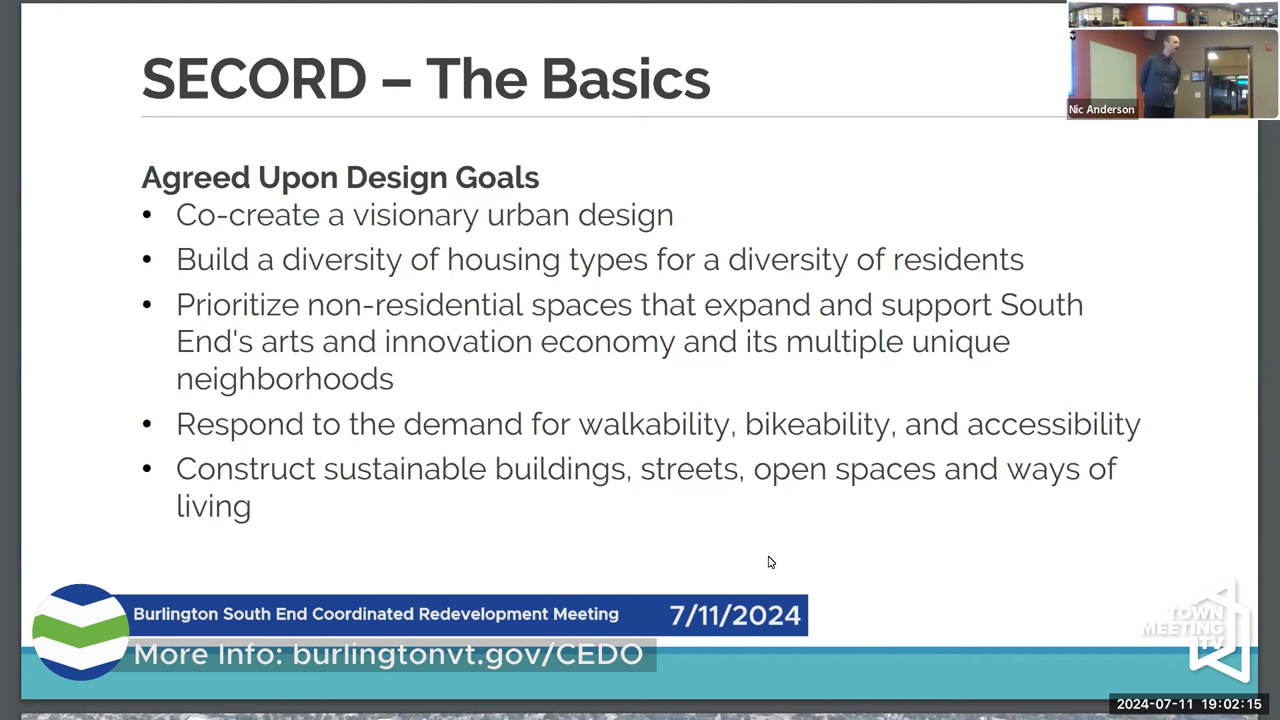 SECORD – The Basics
Nic Anderson
Agreed Upon Design Goals
• Co-create a visionary urban design
• Build a diversity of housing types for a diversity of residents
• Prioritize non-residential spaces that expand and support South
End's arts and innovation economy and its multiple unique
neighborhoods
• Respond to the demand for walkability, bikeability, and accessibility
• Construct sustainable buildings, streets, open spaces and ways of
living
Burlington South End Coordinated Redevelopment Meeting 7/11/2024
More Info: burlingtonvt.gov/CEDO
TOWN
MEETING
TV
2024-07-11 19:02:15